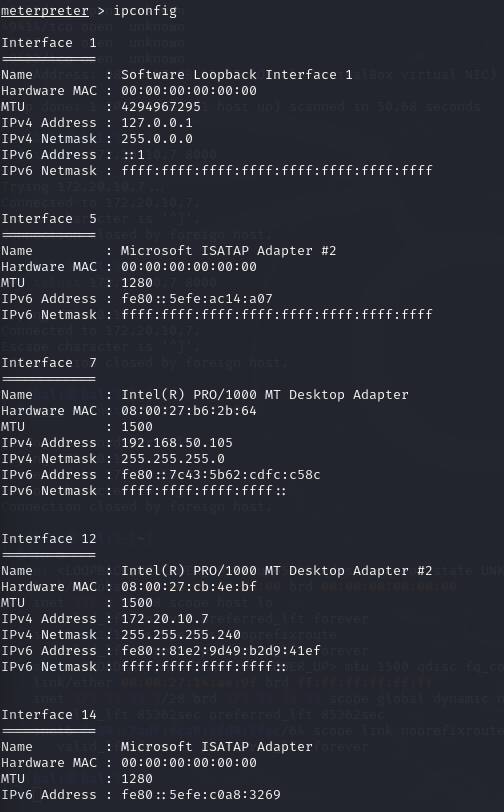 meterpreter > ipconfig
Interface  1
============
Name         : Software Loopback Interface 1
Hardware MAC : 00:00:00:00:00:00
MTU          : 4294967295
IPv4 Address : 127.0.0.1
IPv4 Netmask : 255.0.0.0
IPv6 Address : ::1
IPv6 Netmask : ffff:ffff:ffff:ffff:ffff:ffff:ffff:ffff
Interface  5
============
Name         : Microsoft ISATAP Adapter #2
Hardware MAC : 00:00:00:00:00:00
MTU          : 1280
IPv6 Address : fe80::5efe:ac14:a07
IPv6 Netmask : ffff:ffff:ffff:ffff:ffff:ffff:ffff:ffff
Interface  7
============
Name         : Intel(R) PRO/1000 MT Desktop Adapter
Hardware MAC : 08:00:27:b6:2b:64
MTU          : 1500
IPv4 Address : 192.168.50.105
IPv4 Netmask : 255.255.255.0
IPv6 Address : fe80::7c43:5b62:cdfc:c58c
IPv6 Netmask : ffff:ffff:ffff:ffff::
Interface 12
============
Name         : Intel(R) PRO/1000 MT Desktop Adapter #2
Hardware MAC : 08:00:27:cb:4e:bf
MTU          : 1500
IPv4 Address : 172.20.10.7
IPv4 Netmask : 255.255.255.240
IPv6 Address : fe80::81e2:9d49:b2d9:41ef
IPv6 Netmask : ffff:ffff:ffff:ffff::
Interface 14
============
Name         : Microsoft ISATAP Adapter
Hardware MAC : 00:00:00:00:00:00
MTU          : 1280
IPv6 Address : fe80::5efe:c0a8:3269